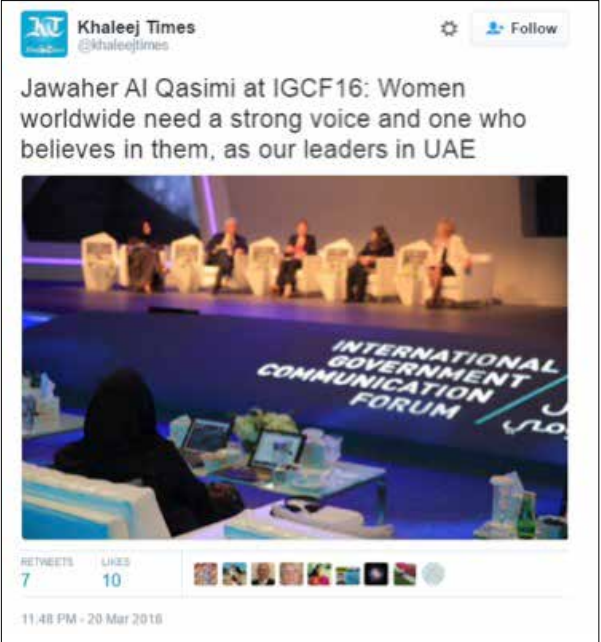 Khaleej Times
@khaleejtimes
Follow
Jawaher Al Qasimi at IGCF16: Women
worldwide need a strong voice and one who
believes in them, as our leaders in UAE
INTERNATIONAL
GOVERNMENT
COMMUNICATION
FORUM
RETWEETS
7
LIKES
10
11:48 PM - 20 Mar 2016